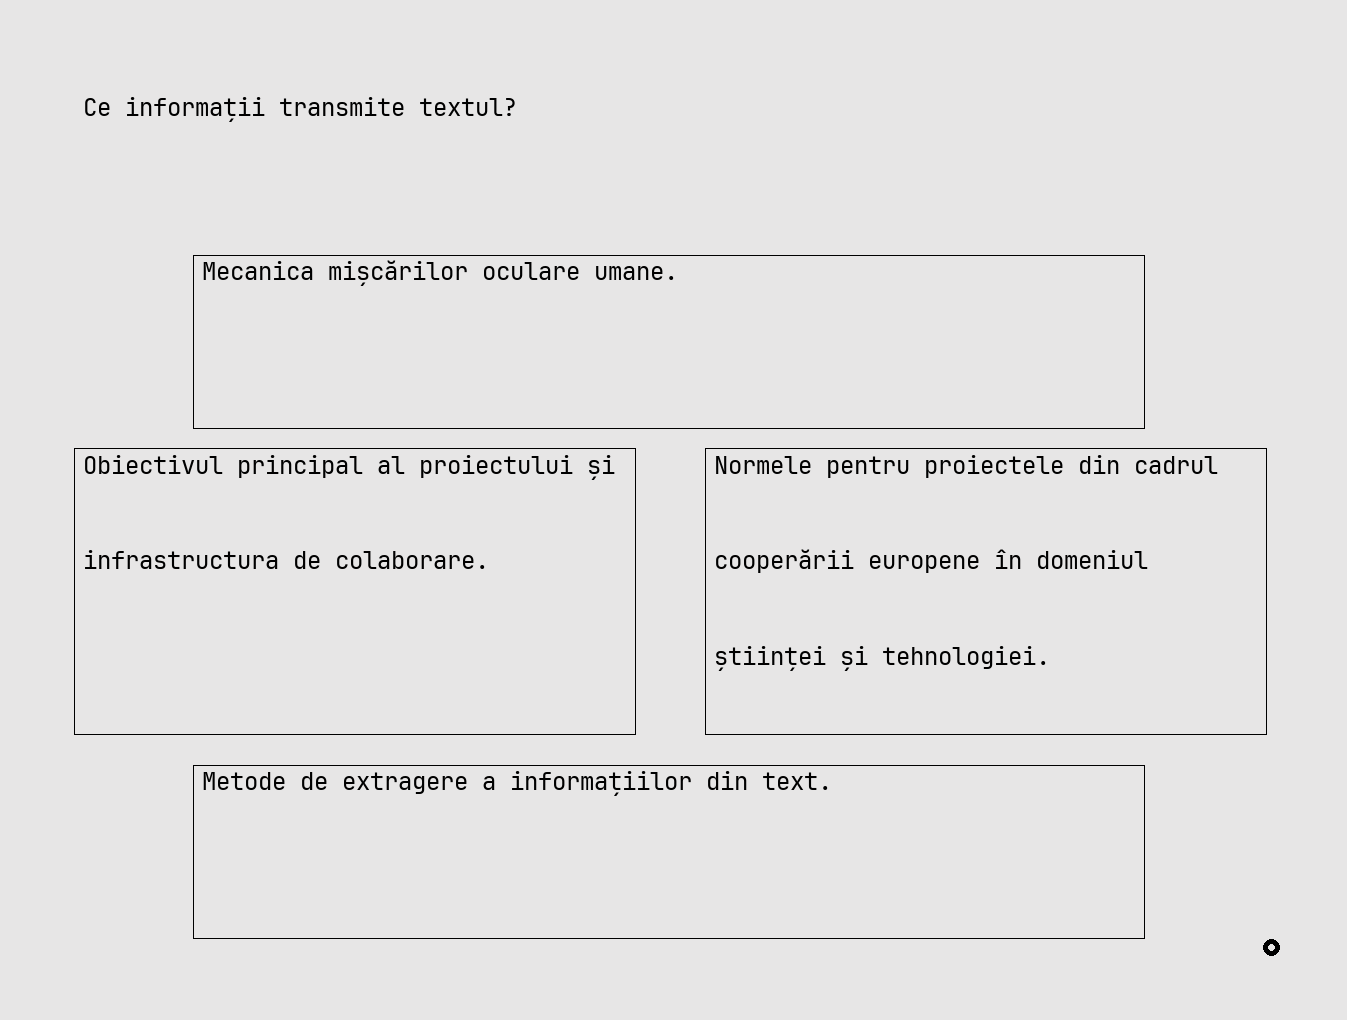 Ce informații transmite textul?
Mecanica mișcărilor oculare umane.
Obiectivul principal al proiectului și
infrastructura de colaborare.
Normele pentru proiectele din cadrul
cooperării europene în domeniul
științei și tehnologiei.
Metode de extragere a informațiilor din text.